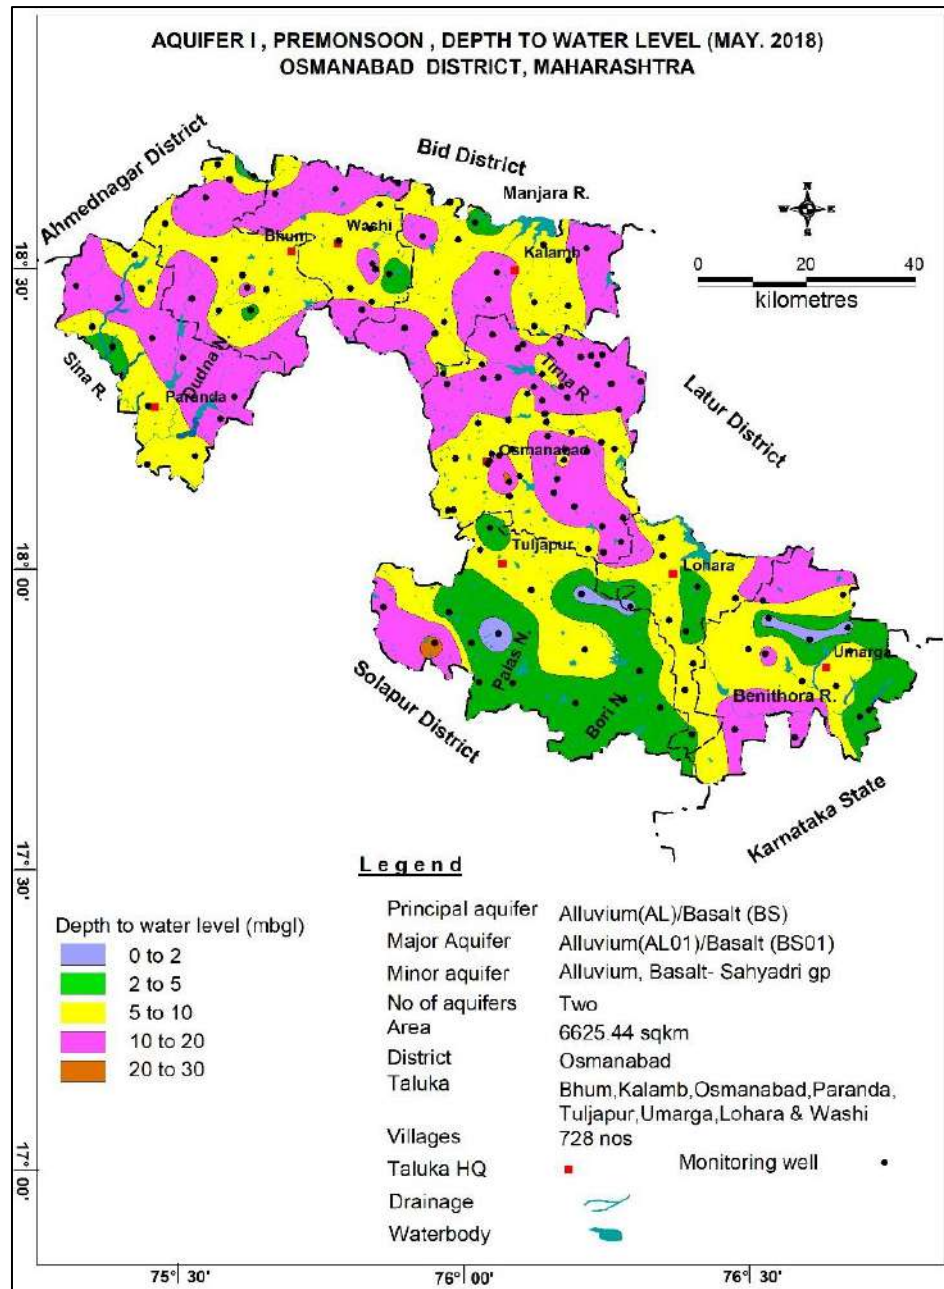 AQUIFER I , PREMONSOON , DEPTH TO WATER LEVEL (MAY. 2018)
OSMANABAD DISTRICT, MAHARASHTRA
Ahmednagar District
Bid District
Manjara R.
N
W E
S
Bhum
Washi
Kalamb
18° 30'
0 20 40
kilometres
Sina R.
Dudna N.
Paranda
Tirna R.
Latur District
Osmanabad
18° 00'
Tuljapur
Lohara
Palas N.
Bori N.
Umarga
Benithora R.
Solapur District
Karnataka State
17° 30'
Legend
Depth to water level (mbgl)
0 to 2
2 to 5
5 to 10
10 to 20
20 to 30
Principal aquifer Alluvium(AL)/Basalt (BS)
Major Aquifer Alluvium(AL01)/Basalt (BS01)
Minor aquifer Alluvium, Basalt- Sahyadri gp
No of aquifers Two
Area 6625.44 sqkm
District Osmanabad
Taluka Bhum,Kalamb,Osmanabad,Paranda,
Tuljapur,Umarga,Lohara & Washi
Villages 728 nos
Taluka HQ Monitoring well
Drainage
Waterbody
17° 00'
75° 30' 76° 00' 76° 30'